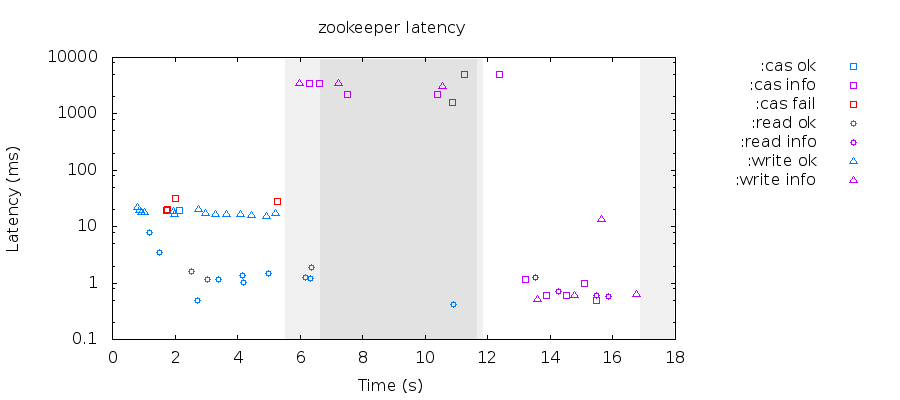 zookeeper latency
10000
1000
100
10
1
0.1
Latency (ms)
0 2 4 6 8 10 12 14 16 18
Time (s)
:cas ok
:cas info
:cas fail
:read ok
:read info
:write ok
:write info